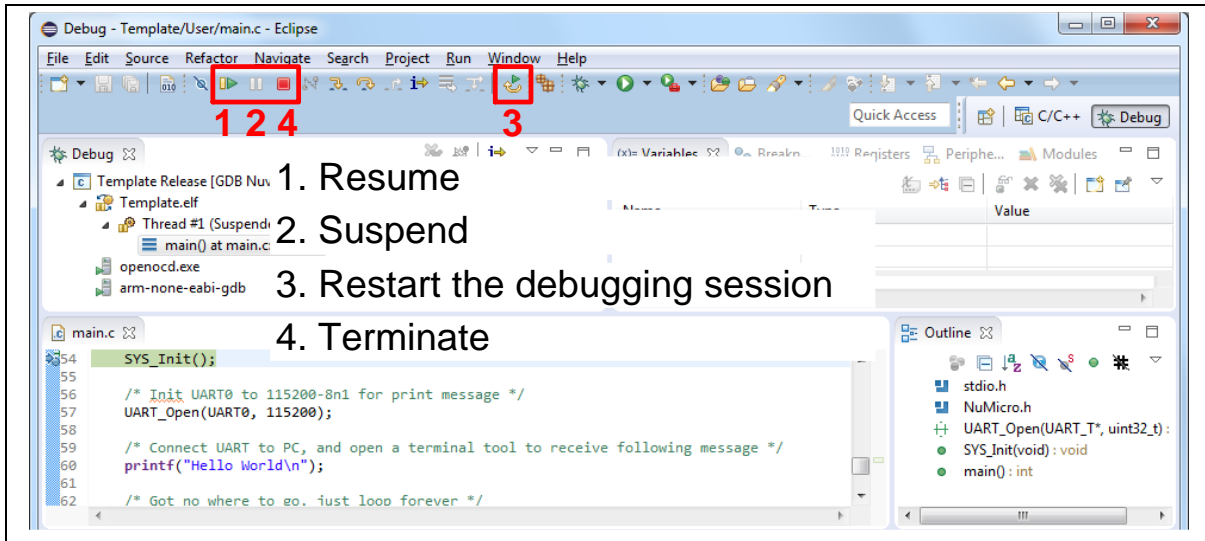 Debug - Template/User/main.c - Eclipse
File Edit Source Refactor Navigate Search Project Run Window Help
1 2 4 3
Quick Access C/C++ Debug
Debug
(x)= Variables Breakn... Registers Periphe... Modules
Template Release [GDB Nuv
Template.elf
Thread #1 (Suspende
main() at main.c:
openocd.exe
arm-none-eabi-gdb
1. Resume
2. Suspend
3. Restart the debugging session
4. Terminate
Name Type Value
main.c
54 SYS_Init();
55
56 /* Init UART0 to 115200-8n1 for print message */
57 UART_Open(UART0, 115200);
58
59 /* Connect UART to PC, and open a terminal tool to receive following message */
60 printf("Hello World\n");
61
62 /* Got no where to go, just loop forever */
Outline
stdio.h
NuMicro.h
UART_Open(UART_T*, uint32_t) :
SYS_Init(void) : void
main() : int